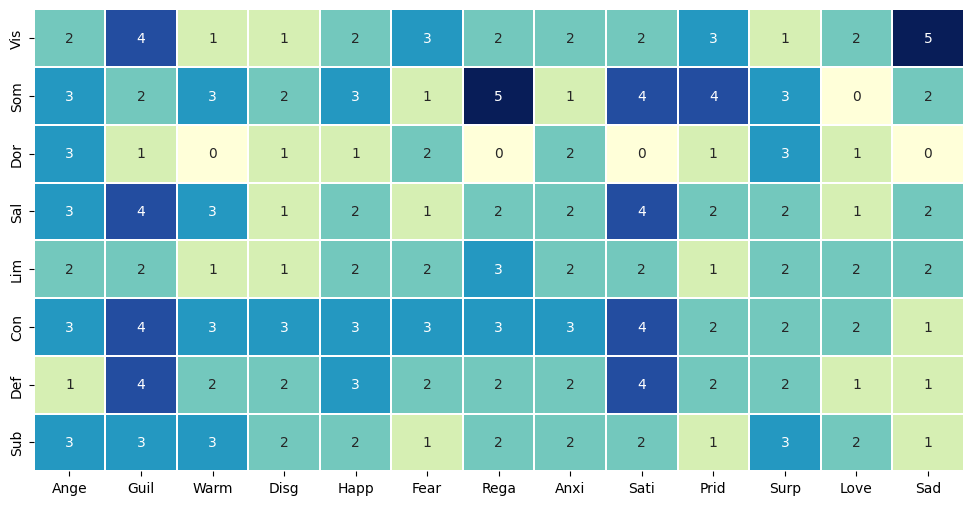 Vis 2 4 1 1 2 3 2 2 2 3 1 2 5
Som 3 2 3 2 3 1 5 1 4 4 3 0 2
Dor 3 1 0 1 1 2 0 2 0 1 3 1 0
Sal 3 4 3 1 2 1 2 2 4 2 2 1 2
Lim 2 2 1 1 2 2 3 2 2 1 2 2 2
Con 3 4 3 3 3 3 3 3 4 2 2 2 1
Def 1 4 2 2 3 2 2 2 4 2 2 1 1
Sub 3 3 3 2 2 1 2 2 2 1 3 2 1
Ange Guil Warm Disg Happ Fear Rega Anxi Sati Prid Surp Love Sad